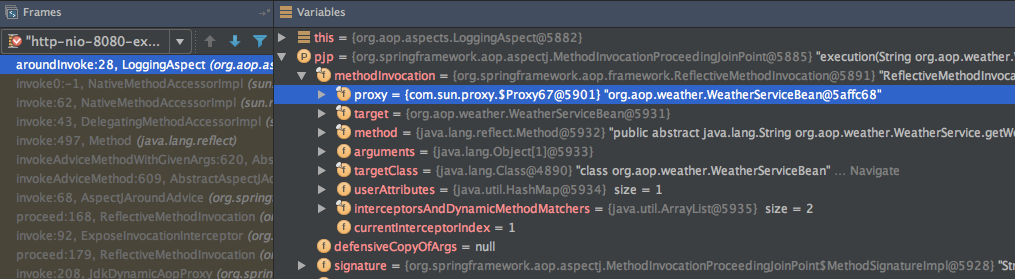 Frames
"http-nio-8080-ex...
aroundInvoke:28, LoggingAspect (org.aop.as
invoke0:-1, NativeMethodAccessorImpl (sun.
invoke:62, NativeMethodAccessorImpl (sun.r
invoke:43, DelegatingMethodAccessorImpl (
invoke:497, Method (java.lang.reflect)
invokeAdviceMethodWithGivenArgs:620, Abs
invokeAdviceMethod:609, AbstractAspectJA
invoke:68, AspectJAroundAdvice (org.spring
proceed:168, ReflectiveMethodInvocation (o
invoke:92, ExposeInvocationInterceptor (org
proceed:179, ReflectiveMethodInvocation (o
invoke:208, JdkDynamicAopProxy (org.sprin
Variables
this = {org.aop.aspects.LoggingAspect@5882}
pjp = {org.springframework.aop.aspectj.MethodInvocationProceedingJoinPoint@5885} "execution(String org.aop.weather.
methodInvocation = {org.springframework.aop.framework.ReflectiveMethodInvocation@5891} "ReflectiveMethodInvoca
proxy = {com.sun.proxy.$Proxy67@5901} "org.aop.weather.WeatherServiceBean@5affc68"
target = {org.aop.weather.WeatherServiceBean@5931}
method = {java.lang.reflect.Method@5932} "public abstract java.lang.String org.aop.weather.WeatherService.getWe
arguments = {java.lang.Object[1]@5933}
targetClass = {java.lang.Class@4890} "class org.aop.weather.WeatherServiceBean" ... Navigate
userAttributes = {java.util.HashMap@5934} size = 1
interceptorsAndDynamicMethodMatchers = {java.util.ArrayList@5935} size = 2
currentInterceptorIndex = 1
defensiveCopyOfArgs = null
signature = {org.springframework.aop.aspectj.MethodInvocationProceedingJoinPoint$MethodSignatureImpl@5928} "Str